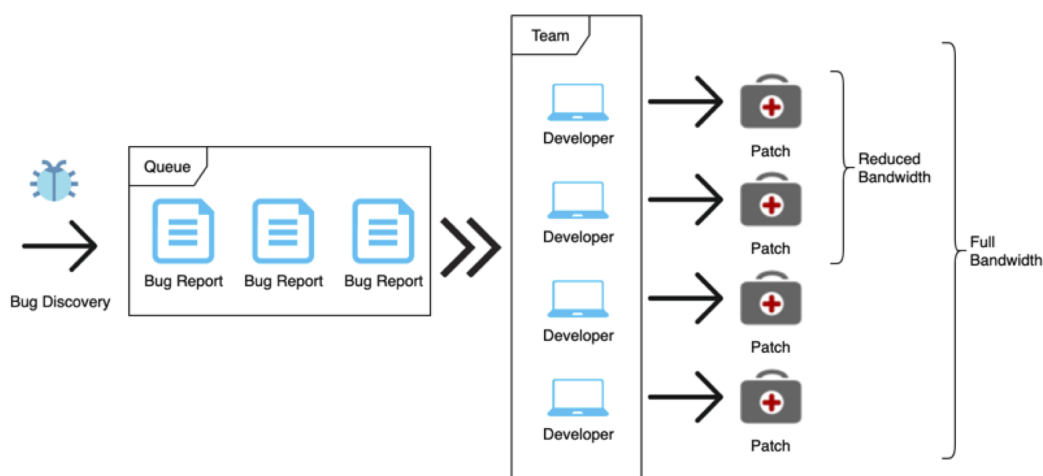 Bug Discovery
Queue
Bug Report
Bug Report
Bug Report
Team
Developer
Developer
Developer
Developer
Patch
Patch
Patch
Patch
Reduced
Bandwidth
Full
Bandwidth